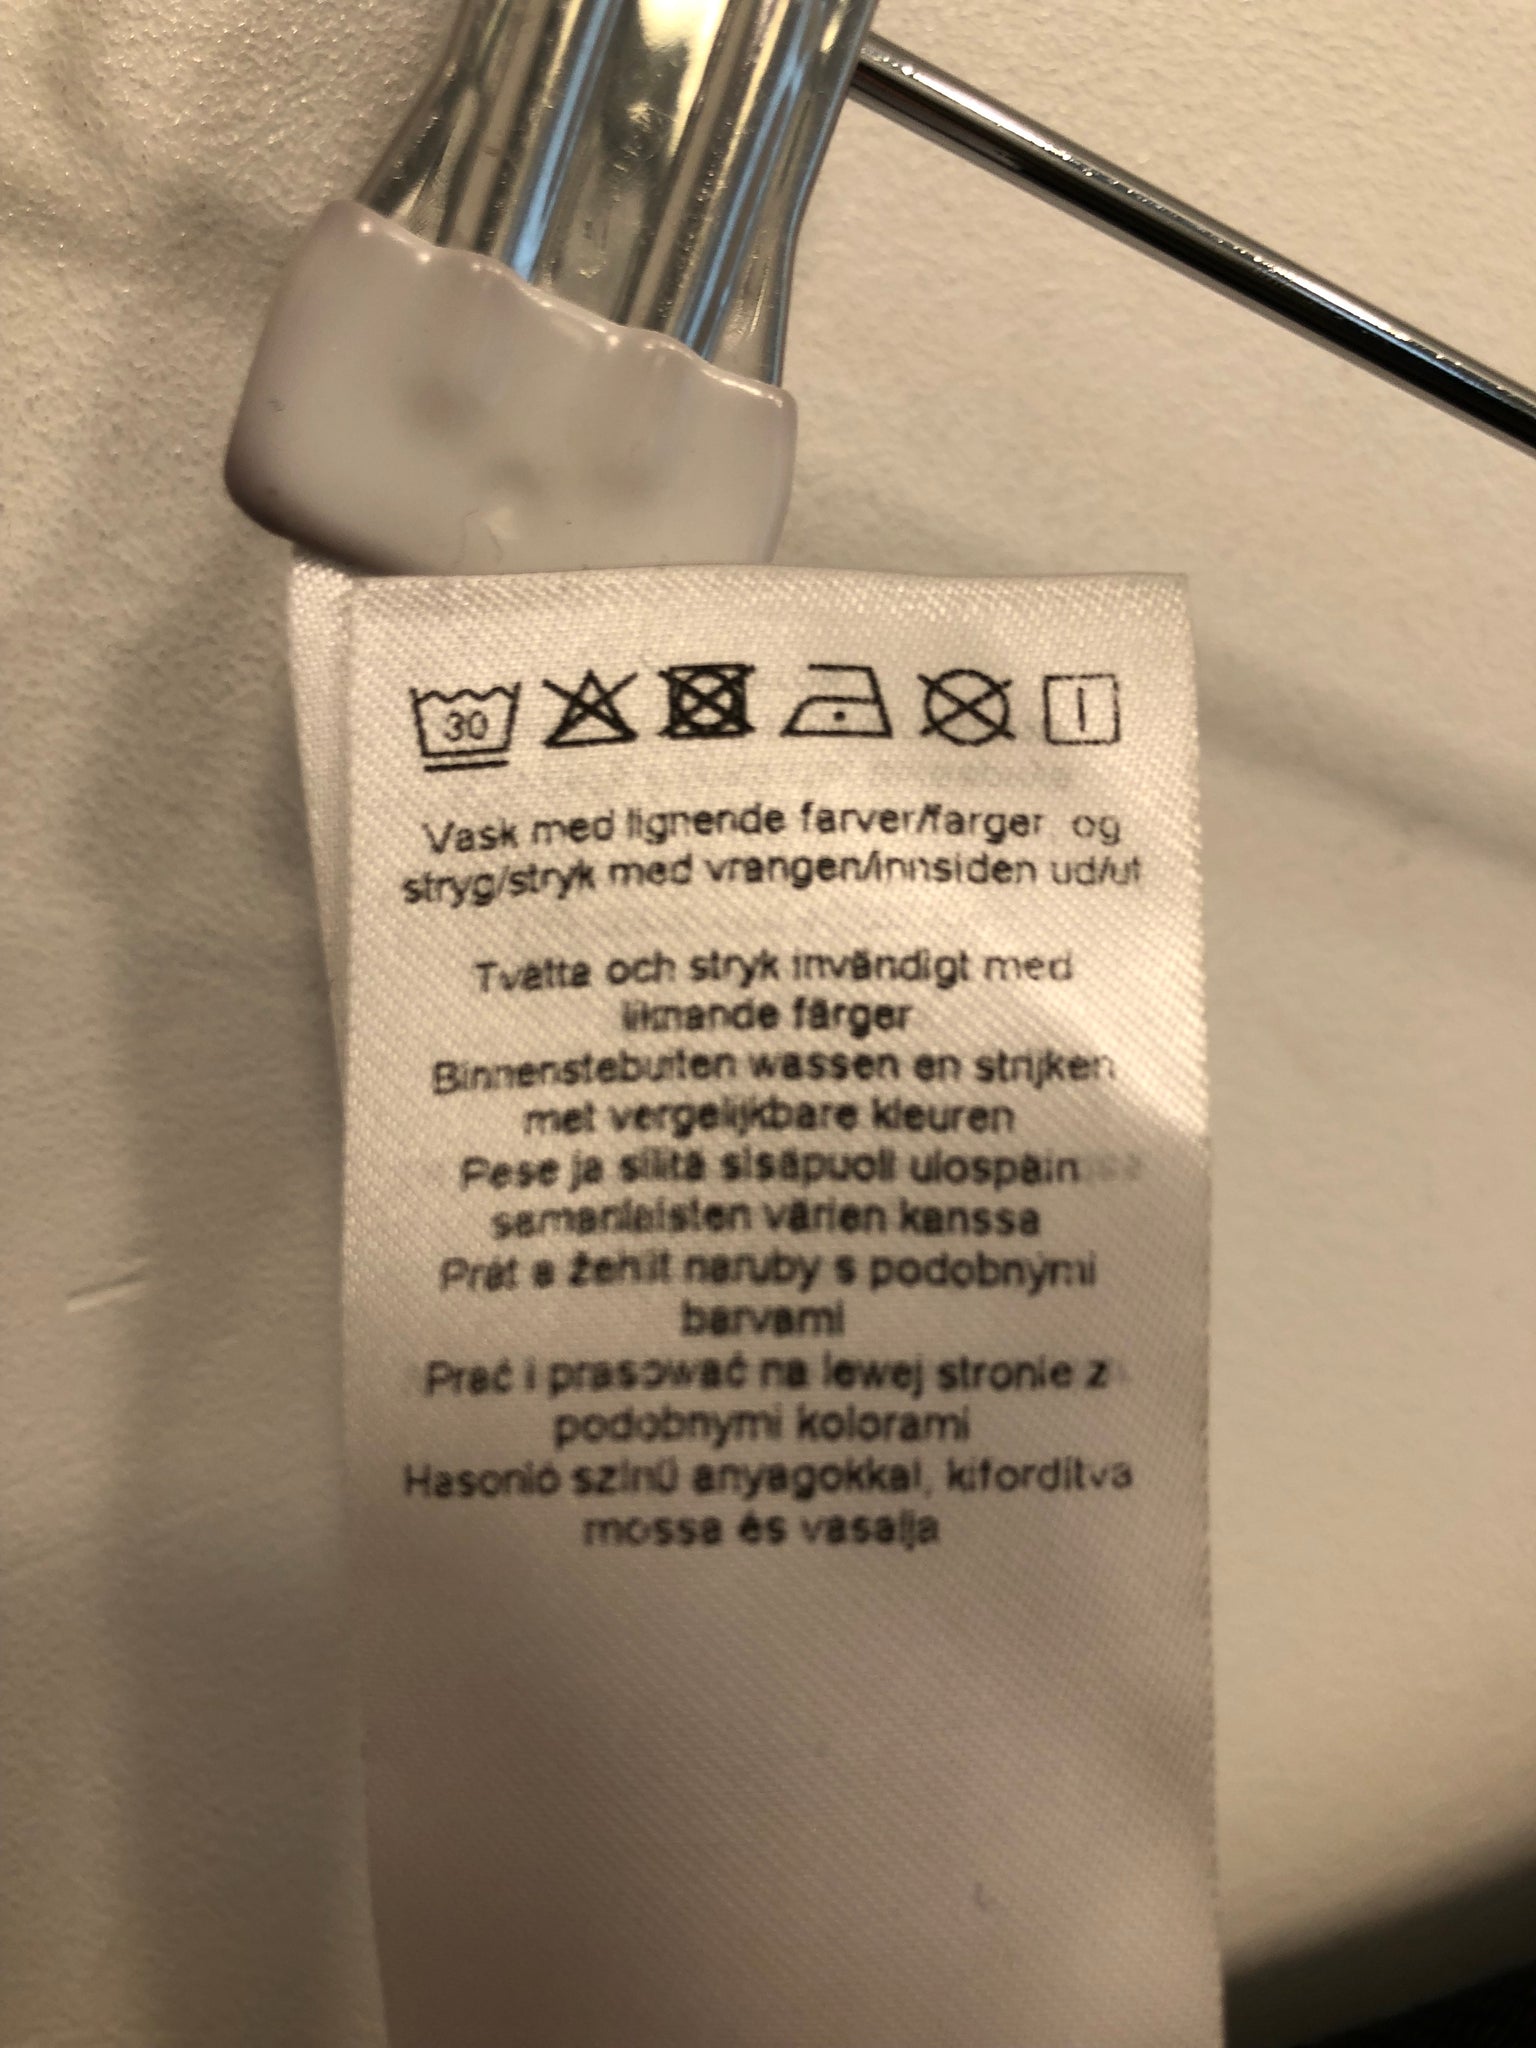 30
Vask med lignende farver/farger og
stryg/stryk med vrangen/innsiden ud/ut
Tvätta och stryk invändigt med
liknande färger
Binnenstebuiten wassen en strijken
met vergelijkbare kleuren
Pese ja silitä sisäpuoli ulospäin
samanlaisten värien kanssa
Prát a žehlit naruby s podobnými
barvami
Prać i prasować na lewej stronie z
podobnymi kolorami
Hasonló színű anyagokkal, kifordítva
mossa és vasalja